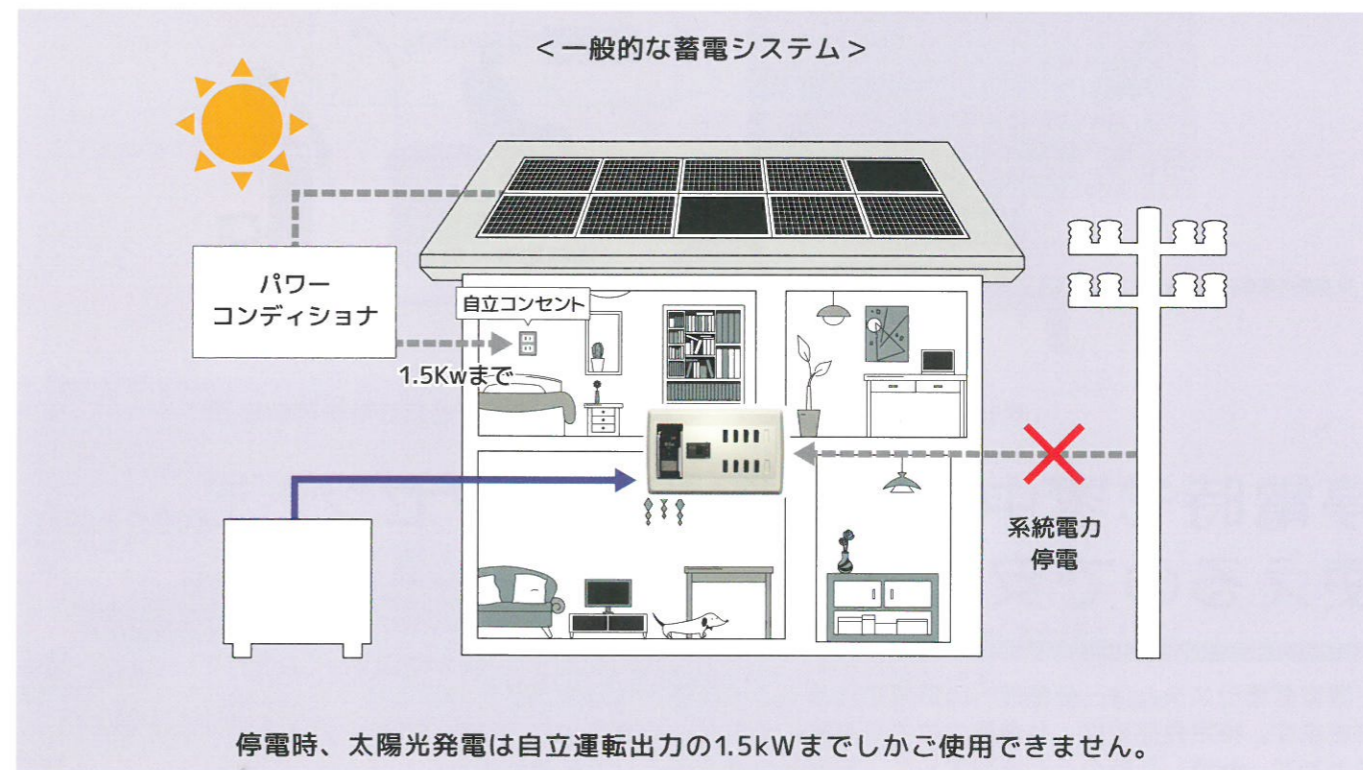 <一般的な蓄電システム>
パワー
コンディショナ
自立コンセント
1.5Kwまで
系統電力
停電
停電時、太陽光発電は自立運転出力の1.5kWまでしかご使用できません。